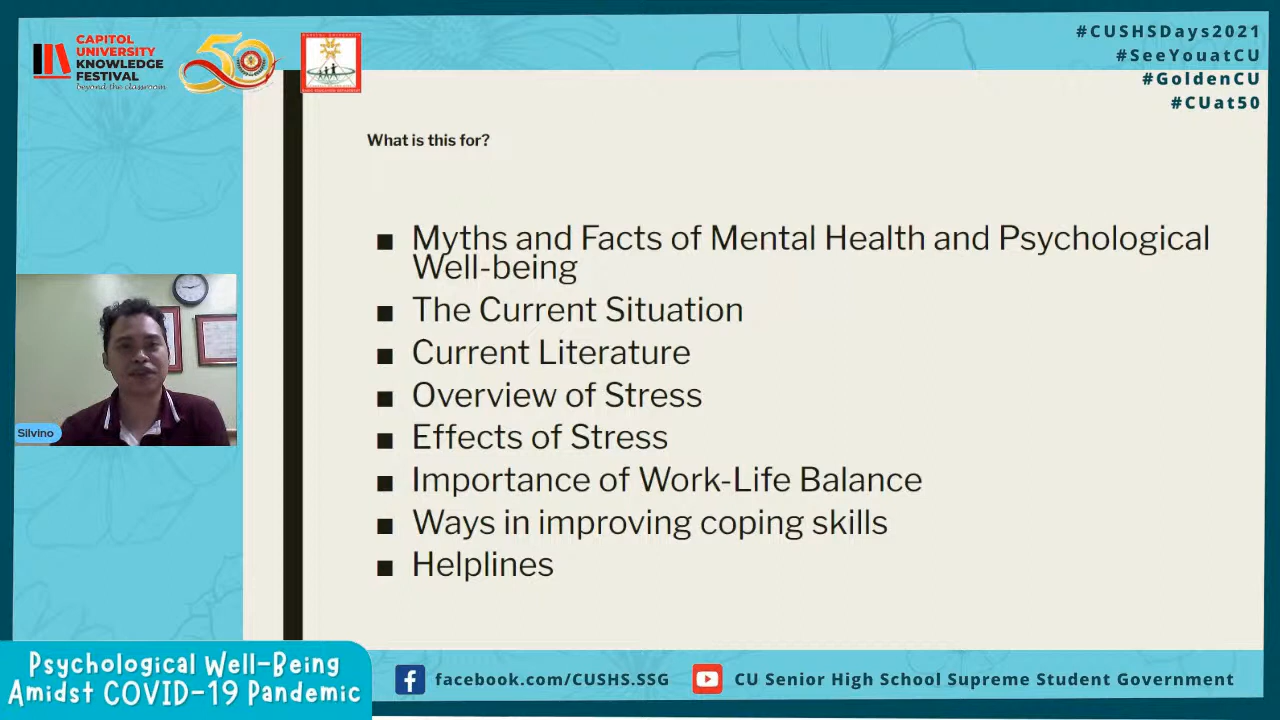 CAPITOL
UNIVERSITY
KNOWLEDGE
FESTIVAL
beyond the classroom
50
#CUSHSDays2021
#SeeYouatCU
#GoldenCU
#CUat50
What is this for?
■ Myths and Facts of Mental Health and Psychological
Well-being
■ The Current Situation
■ Current Literature
■ Overview of Stress
■ Effects of Stress
■ Importance of Work-Life Balance
■ Ways in improving coping skills
■ Helplines
Silvino
Psychological Well-Being
Amidst COVID-19 Pandemic
facebook.com/CUSHS.SSG
CU Senior High School Supreme Student Government